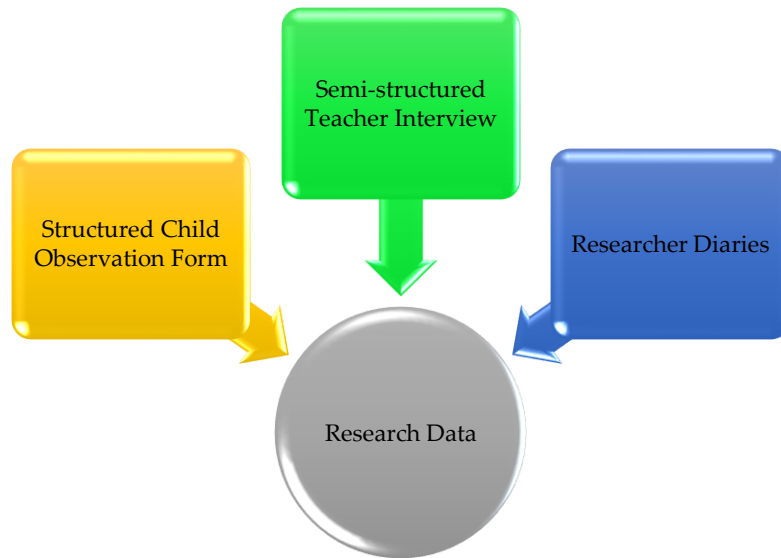 Semi-structured
Teacher Interview
Structured Child
Observation Form
Researcher Diaries
Research Data